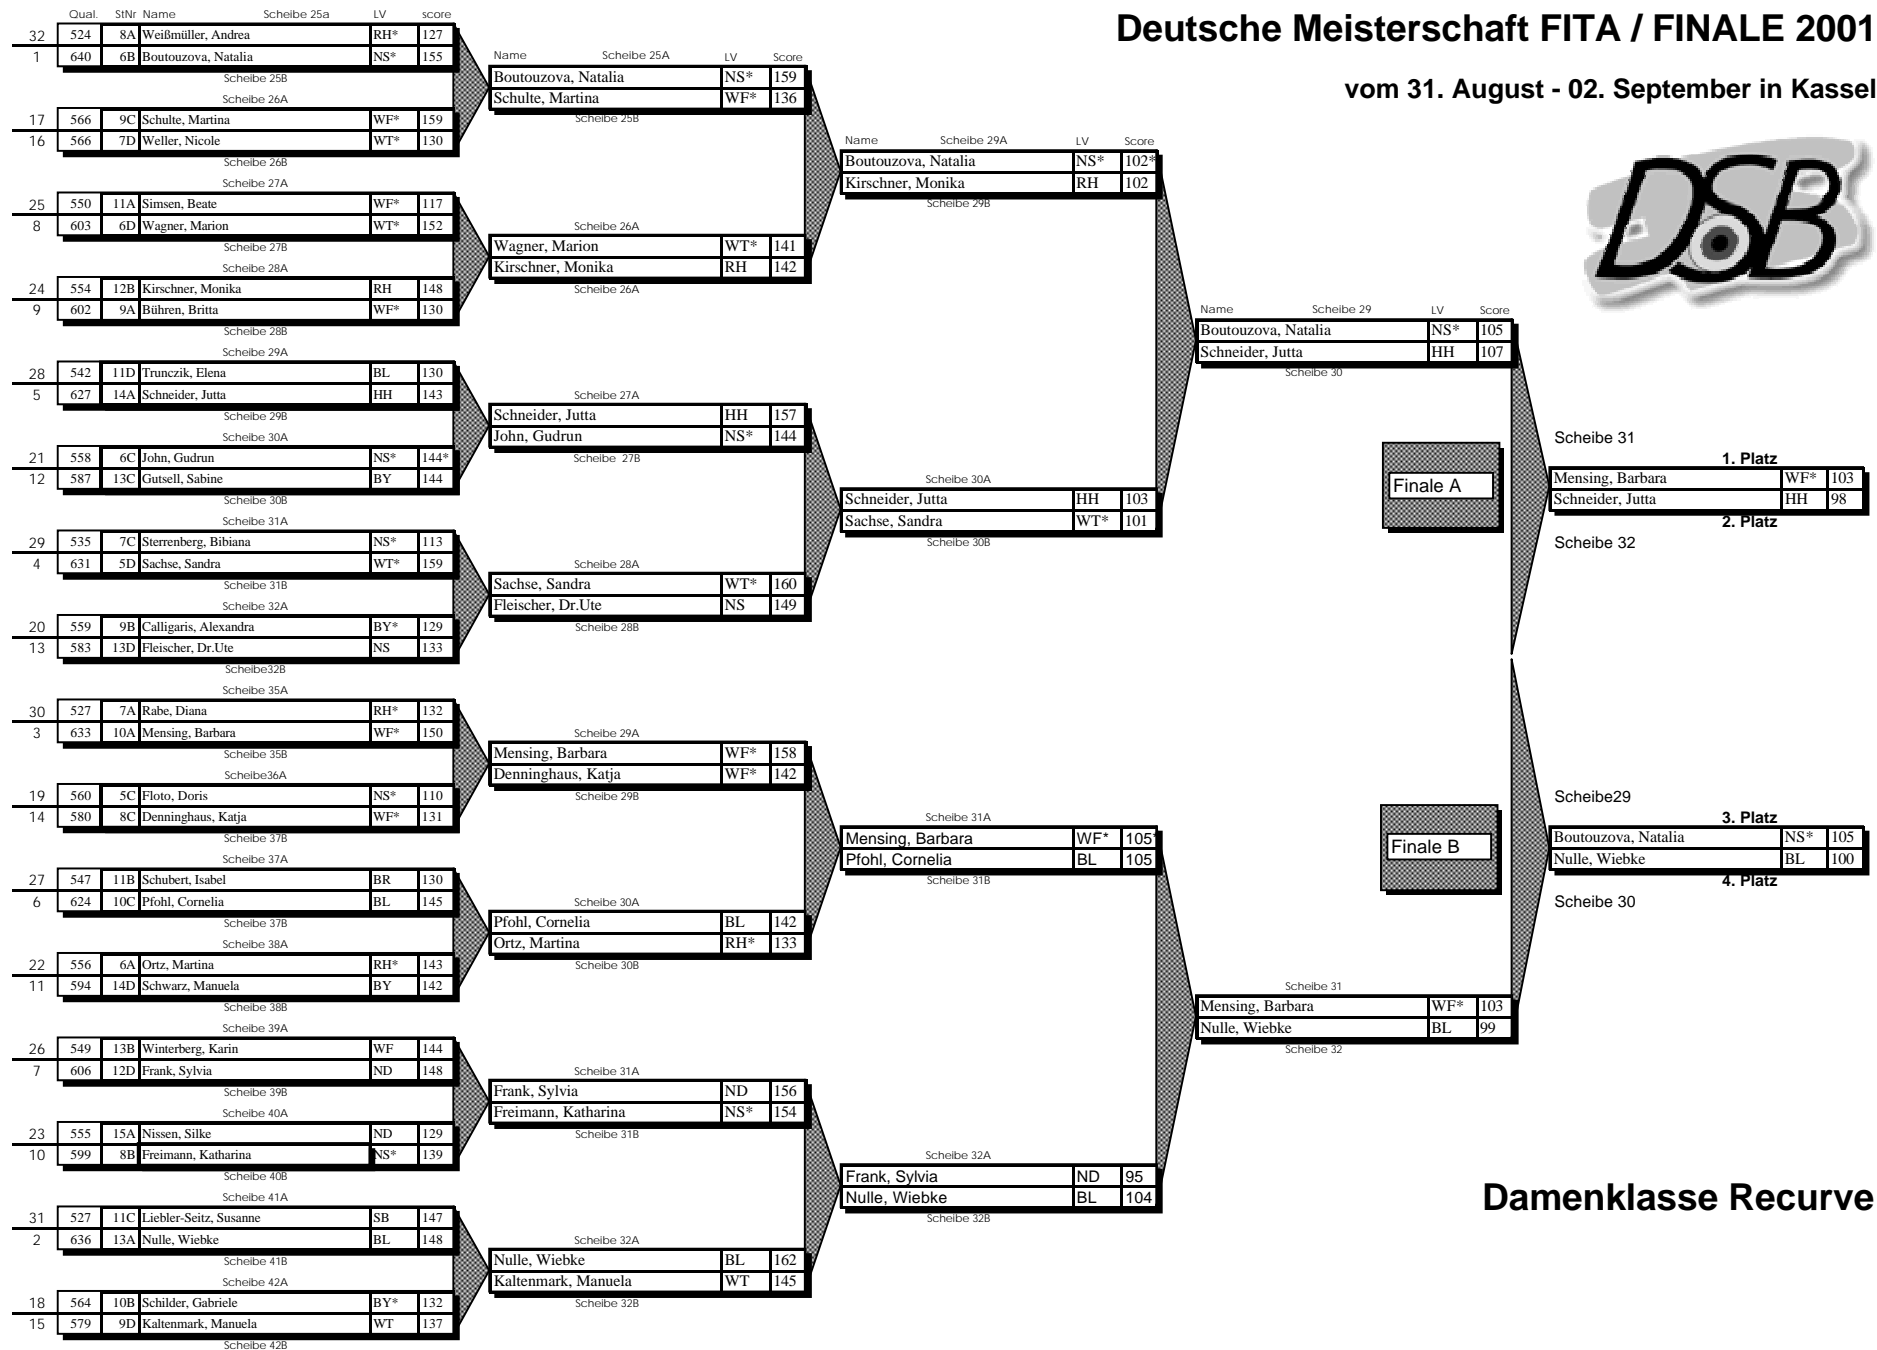 Deutsche Meisterschaft FITA / FINALE 2001
vom 31. August - 02. September in Kassel
DSB
Qual. StNr Name Scheibe 25a LV score
32 524 8A Weißmüller, Andrea RH* 127
1 640 6B Boutouzova, Natalia NS* 155
Scheibe 25B
Scheibe 26A
17 566 9C Schulte, Martina WF* 159
16 566 7D Weller, Nicole WT* 130
Scheibe 26B
Scheibe 27A
25 550 11A Simsen, Beate WF* 117
8 603 6D Wagner, Marion WT* 152
Scheibe 27B
Scheibe 28A
24 554 12B Kirschner, Monika RH 148
9 602 9A Bühren, Britta WF* 130
Scheibe 28B
Scheibe 29A
28 542 11D Trunczik, Elena BL 130
5 627 14A Schneider, Jutta HH 143
Scheibe 29B
Scheibe 30A
21 558 6C John, Gudrun NS* 144*
12 587 13C Gutsell, Sabine BY 144
Scheibe 30B
Scheibe 31A
29 535 7C Sterrenberg, Bibiana NS* 113
4 631 5D Sachse, Sandra WT* 159
Scheibe 31B
Scheibe 32A
20 559 9B Calligaris, Alexandra BY* 129
13 583 13D Fleischer, Dr.Ute NS 133
Scheibe32B
Scheibe 35A
30 527 7A Rabe, Diana RH* 132
3 633 10A Mensing, Barbara WF* 150
Scheibe 35B
Scheibe36A
19 560 5C Floto, Doris NS* 110
14 580 8C Denninghaus, Katja WF* 131
Scheibe 37B
Scheibe 37A
27 547 11B Schubert, Isabel BR 130
6 624 10C Pfohl, Cornelia BL 145
Scheibe 37B
Scheibe 38A
22 556 6A Ortz, Martina RH* 143
11 594 14D Schwarz, Manuela BY 142
Scheibe 38B
Scheibe 39A
26 549 13B Winterberg, Karin WF 144
7 606 12D Frank, Sylvia ND 148
Scheibe 39B
Scheibe 40A
23 555 15A Nissen, Silke ND 129
10 599 8B Freimann, Katharina NS* 139
Scheibe 40B
Scheibe 41A
31 527 11C Liebler-Seitz, Susanne SB 147
2 636 13A Nulle, Wiebke BL 148
Scheibe 41B
Scheibe 42A
18 564 10B Schilder, Gabriele BY* 132
15 579 9D Kaltenmark, Manuela WT 137
Scheibe 42B
Name Scheibe 25A LV Score
Boutouzova, Natalia NS* 159
Schulte, Martina WF* 136
Scheibe 25B
Scheibe 26A
Wagner, Marion WT* 141
Kirschner, Monika RH 142
Scheibe 26A
Scheibe 27A
Schneider, Jutta HH 157
John, Gudrun NS* 144
Scheibe 27B
Scheibe 28A
Sachse, Sandra WT* 160
Fleischer, Dr.Ute NS 149
Scheibe 28B
Scheibe 29A
Mensing, Barbara WF* 158
Denninghaus, Katja WF* 142
Scheibe 29B
Scheibe 30A
Pfohl, Cornelia BL 142
Ortz, Martina RH* 133
Scheibe 30B
Scheibe 31A
Frank, Sylvia ND 156
Freimann, Katharina NS* 154
Scheibe 31B
Scheibe 32A
Nulle, Wiebke BL 162
Kaltenmark, Manuela WT 145
Scheibe 32B
Name Scheibe 29A LV Score
Boutouzova, Natalia NS* 102*
Kirschner, Monika RH 102
Scheibe 29B
Scheibe 30A
Schneider, Jutta HH 103
Sachse, Sandra WT* 101
Scheibe 30B
Scheibe 31A
Mensing, Barbara WF* 105*
Pfohl, Cornelia BL 105
Scheibe 31B
Scheibe 32A
Frank, Sylvia ND 95
Nulle, Wiebke BL 104
Scheibe 32B
Name Scheibe 29 LV Score
Boutouzova, Natalia NS* 105
Schneider, Jutta HH 107
Scheibe 30
Scheibe 31
Mensing, Barbara WF* 103
Nulle, Wiebke BL 99
Scheibe 32
Finale A
Scheibe 31
1. Platz
Mensing, Barbara WF* 103
Schneider, Jutta HH 98
2. Platz
Scheibe 32
Finale B
Scheibe29
3. Platz
Boutouzova, Natalia NS* 105
Nulle, Wiebke BL 100
4. Platz
Scheibe 30
Damenklasse Recurve